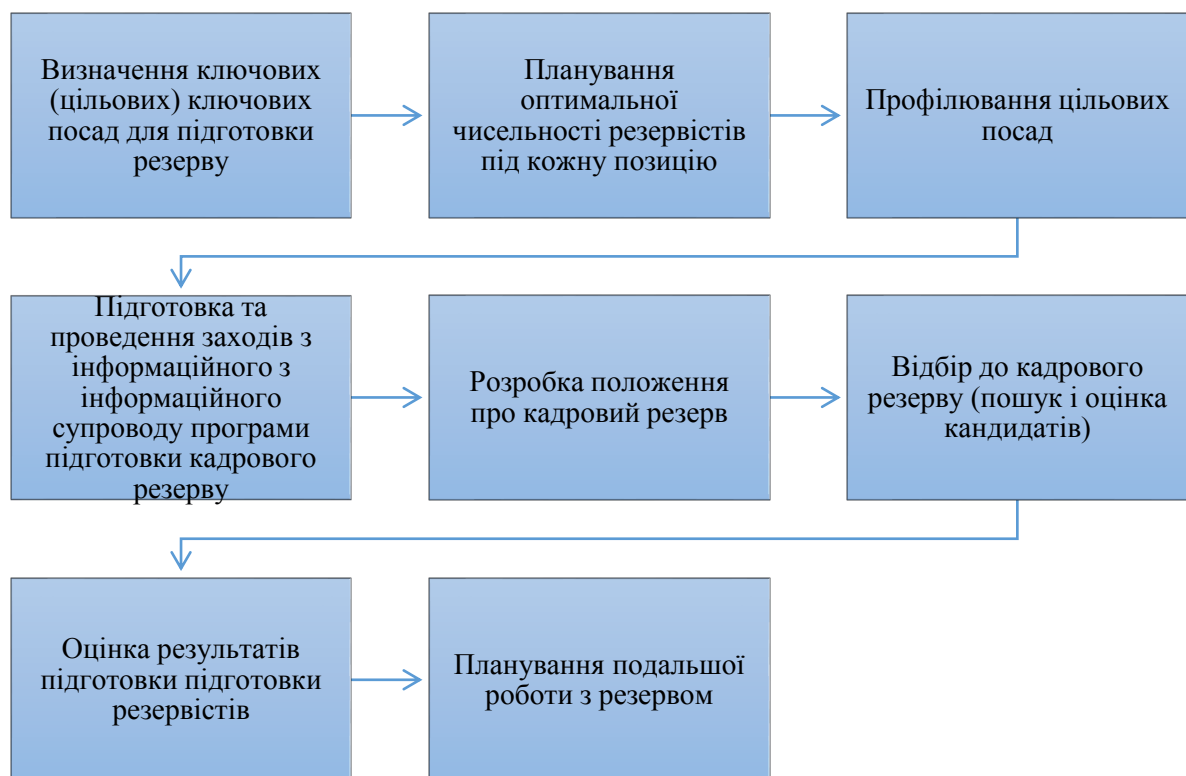 Визначення ключових
(цільових) ключових
посад для підготовки
резерву
Планування
оптимальної
чисельності резервістів
під кожну позицію
Профілювання цільових
посад
Підготовка та
проведення заходів з
інформаційного з
інформаційного
супроводу програми
підготовки кадрового
резерву
Розробка положення
про кадровий резерв
Відбір до кадрового
резерву (пошук і оцінка
кандидатів)
Оцінка результатів
підготовки підготовки
резервістів
Планування подальшої
роботи з резервом